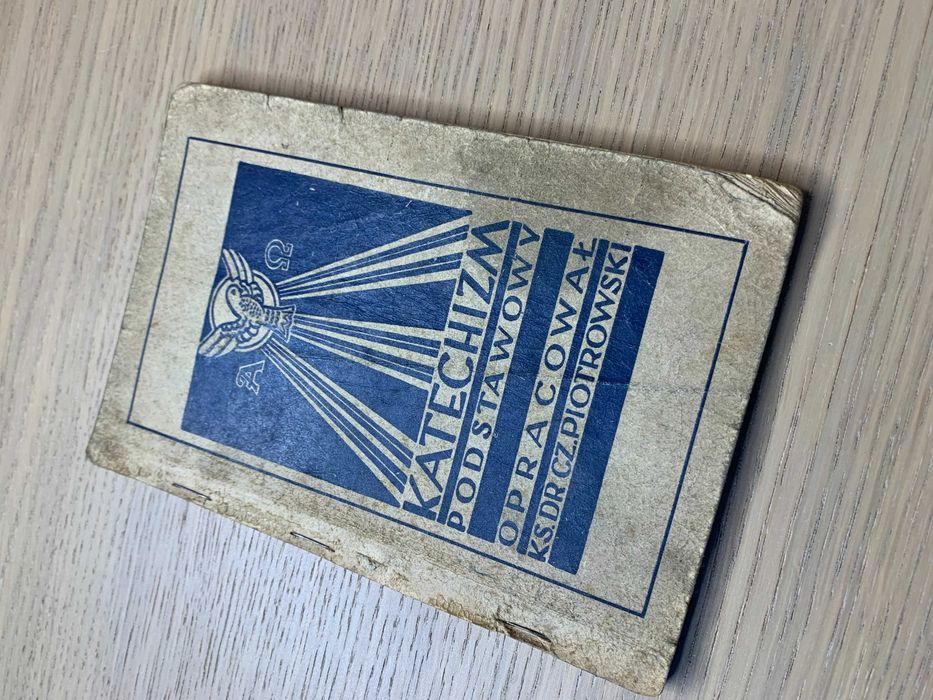 Α Ω
KATECHIZM
PODSTAWOWY
OPRACOWAŁ
KS.DR CZ.PIOTROWSKI